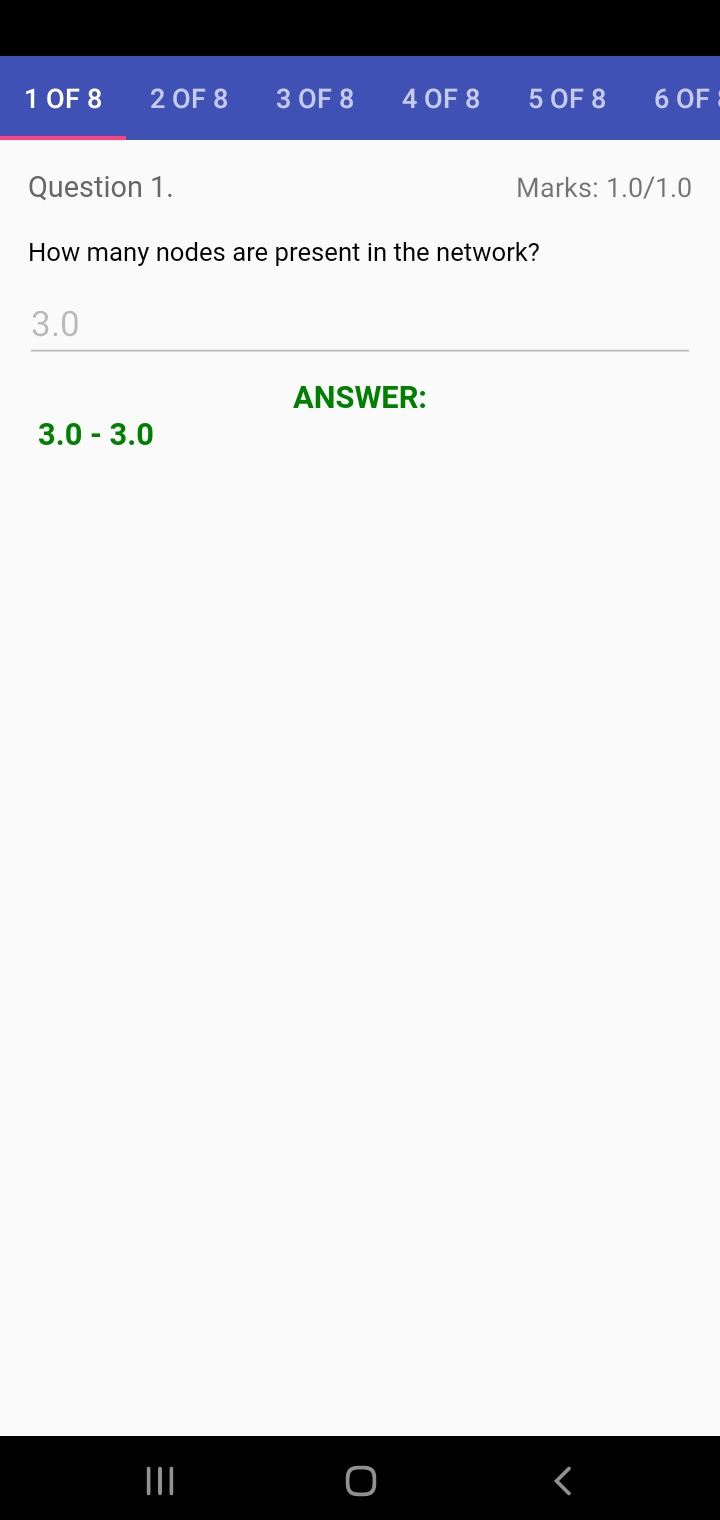 1 OF 8 2 OF 8 3 OF 8 4 OF 8 5 OF 8 6 OF
Question 1. Marks: 1.0/1.0
How many nodes are present in the network?
3.0
ANSWER:
3.0 - 3.0